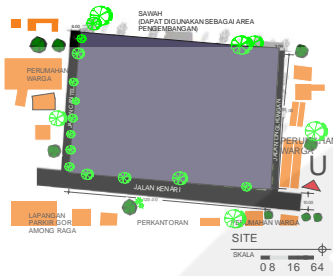 SAWAH
(DAPAT DIGUNAKAN SEBAGAI AREA
PENGEMBANGAN)
PERUMAHAN
WARGA
JALAN LINGKUNGAN
PERUMAHAN
WARGA
U
JALAN KENARI
LAPANGAN
PARKIR GOR
AMONG RAGA
PERKANTORAN
PERUMAHAN WARGA
SITE
SKALA
0 8 16 64